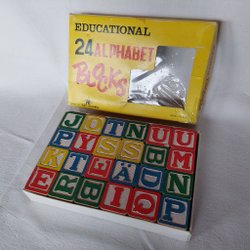 EDUCATIONAL
24 ALPHABET
BLOCKS
J O T N U U
P Y S S B M
K T E Ä D N
E R B I C P